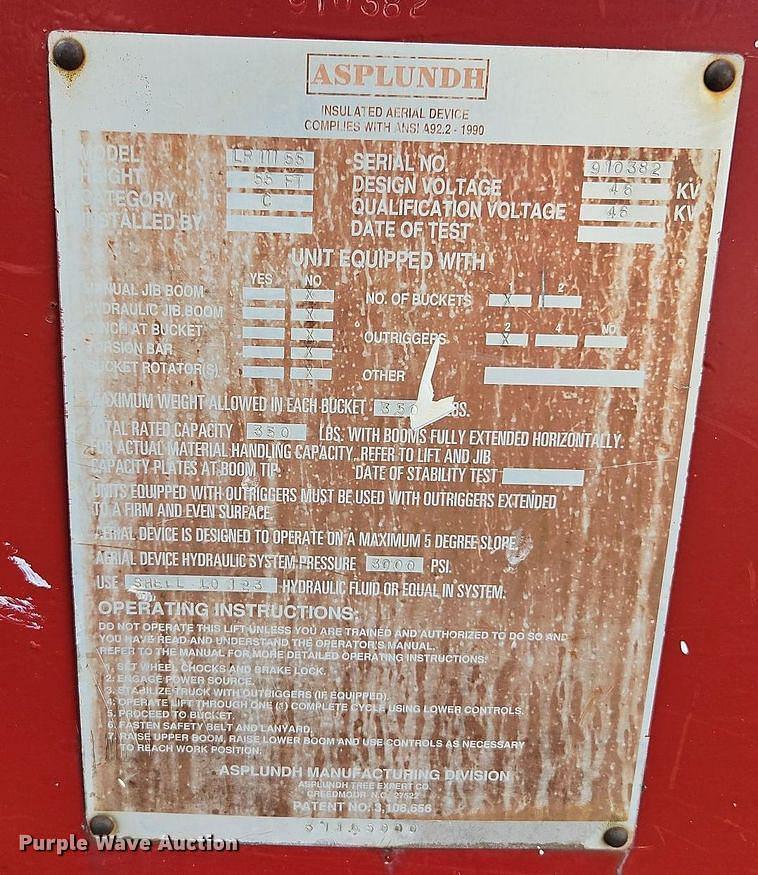 910382
ASPLUNDH
INSULATED AERIAL DEVICE
COMPLIES WITH ANSI A92.2 - 1990
MODEL LR III 55 SERIAL NO. 910382
HEIGHT 55 FT DESIGN VOLTAGE 46 KV
CATEGORY C QUALIFICATION VOLTAGE 46 KV
INSTALLED BY DATE OF TEST
UNIT EQUIPPED WITH
YES NO
MANUAL JIB BOOM X NO. OF BUCKETS 1 X 2
HYDRAULIC JIB BOOM X
WINCH AT BUCKET X OUTRIGGERS 2 X 4 NO
TORSION BAR X
BUCKET ROTATOR(S) X OTHER
MAXIMUM WEIGHT ALLOWED IN EACH BUCKET 350 LBS.
TOTAL RATED CAPACITY 350 LBS. WITH BOOMS FULLY EXTENDED HORIZONTALLY.
FOR ACTUAL MATERIAL HANDLING CAPACITY, REFER TO LIFT AND JIB
CAPACITY PLATES AT BOOM TIP. DATE OF STABILITY TEST
UNITS EQUIPPED WITH OUTRIGGERS MUST BE USED WITH OUTRIGGERS EXTENDED
TO A FIRM AND EVEN SURFACE.
AERIAL DEVICE IS DESIGNED TO OPERATE ON A MAXIMUM 5 DEGREE SLOPE.
AERIAL DEVICE HYDRAULIC SYSTEM PRESSURE 3000 PSI.
USE SHELL LO 123 HYDRAULIC FLUID OR EQUAL IN SYSTEM.
OPERATING INSTRUCTIONS:
DO NOT OPERATE THIS LIFT UNLESS YOU ARE TRAINED AND AUTHORIZED TO DO SO AND
YOU HAVE READ AND UNDERSTAND THE OPERATOR'S MANUAL.
REFER TO THE MANUAL FOR MORE DETAILED OPERATING INSTRUCTIONS:
1. SET WHEEL CHOCKS AND BRAKE LOCK.
2. ENGAGE POWER SOURCE.
3. STABILIZE TRUCK WITH OUTRIGGERS (IF EQUIPPED).
4. OPERATE LIFT THROUGH ONE (1) COMPLETE CYCLE USING LOWER CONTROLS.
5. PROCEED TO BUCKET.
6. FASTEN SAFETY BELT AND LANYARD.
7. RAISE UPPER BOOM, RAISE LOWER BOOM AND USE CONTROLS AS NECESSARY
TO REACH WORK POSITION.
ASPLUNDH MANUFACTURING DIVISION
ASPLUNDH TREE EXPERT CO.
CREEDMOOR, N.C. 27522
PATENT NO. 3,108,656
Purple Wave Auction